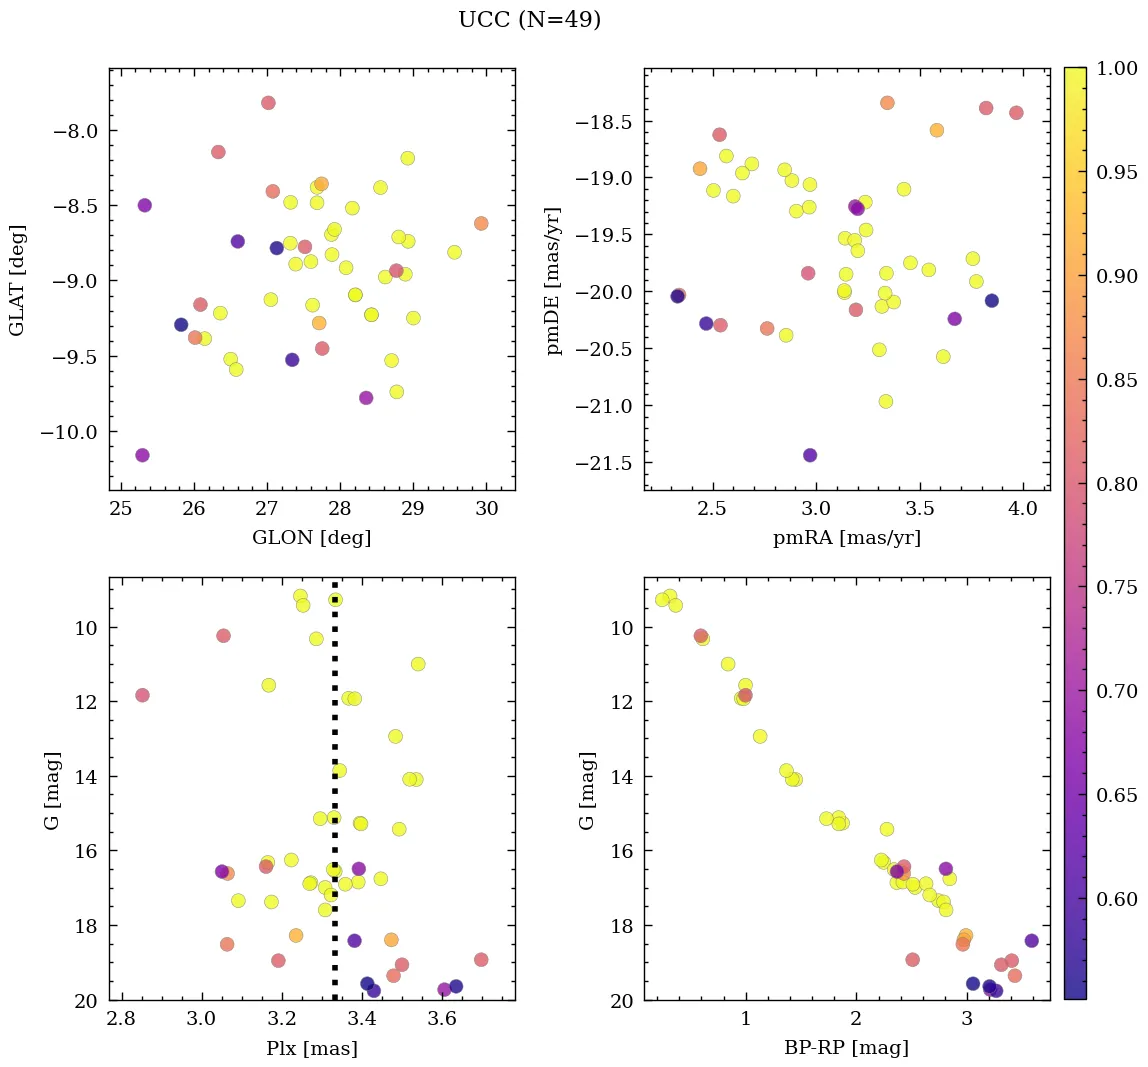 UCC (N=49)
−8.0
−8.5
−9.0
−9.5
−10.0
GLAT [deg]
25 26 27 28 29 30
GLON [deg]
−18.5
−19.0
−19.5
−20.0
−20.5
−21.0
−21.5
pmDE [mas/yr]
2.5 3.0 3.5 4.0
pmRA [mas/yr]
10
12
14
16
18
20
G [mag]
2.8 3.0 3.2 3.4 3.6
Plx [mas]
10
12
14
16
18
20
G [mag]
1 2 3
BP-RP [mag]
1.00
0.95
0.90
0.85
0.80
0.75
0.70
0.65
0.60